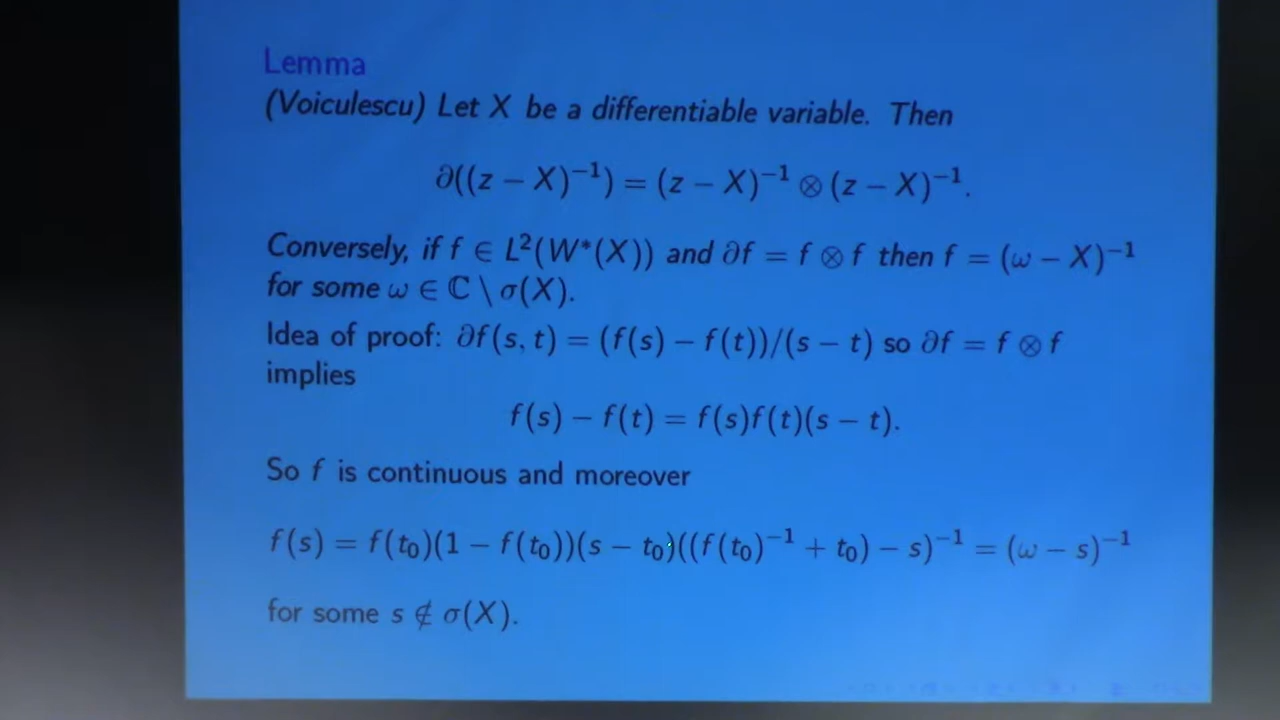 Lemma
(Voiculescu) Let X be a differentiable variable. Then
∂((z − X)⁻¹) = (z − X)⁻¹ ⊗ (z − X)⁻¹.
Conversely, if f ∈ L²(W*(X)) and ∂f = f ⊗ f then f = (ω − X)⁻¹
for some ω ∈ ℂ \ σ(X).
Idea of proof: ∂f(s, t) = (f(s) − f(t))/(s − t) so ∂f = f ⊗ f
implies
f(s) − f(t) = f(s)f(t)(s − t).
So f is continuous and moreover
f(s) = f(t₀)(1 − f(t₀))(s − t₀)((f(t₀)⁻¹ + t₀) − s)⁻¹ = (ω − s)⁻¹
for some s ∉ σ(X).